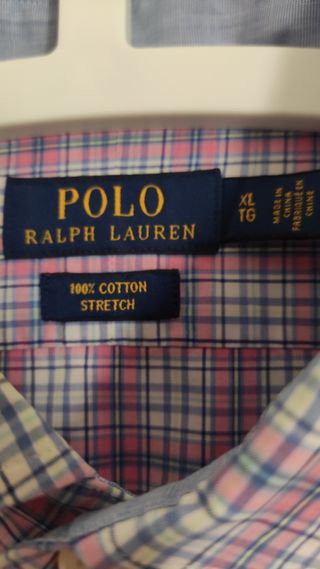 POLO
RALPH LAUREN
XL
TG
MADE IN
CHINA
FABRIQUÉ EN
CHINE
100% COTTON
STRETCH